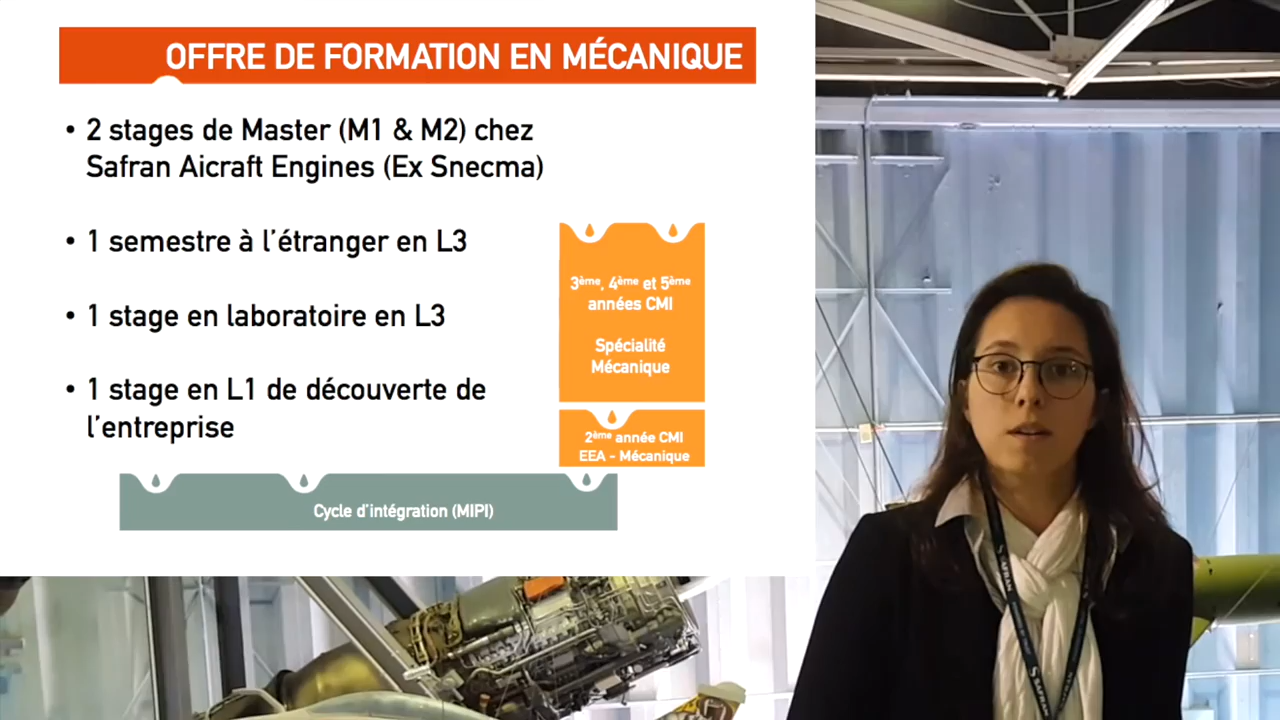 OFFRE DE FORMATION EN MÉCANIQUE
• 2 stages de Master (M1 & M2) chez
Safran Aicraft Engines (Ex Snecma)
• 1 semestre à l’étranger en L3
• 1 stage en laboratoire en L3
• 1 stage en L1 de découverte de
l’entreprise
3ème, 4ème et 5ème
années CMI
Spécialité
Mécanique
2ème année CMI
EEA - Mécanique
Cycle d’intégration (MIPI)
SAFRAN
SAFRAN